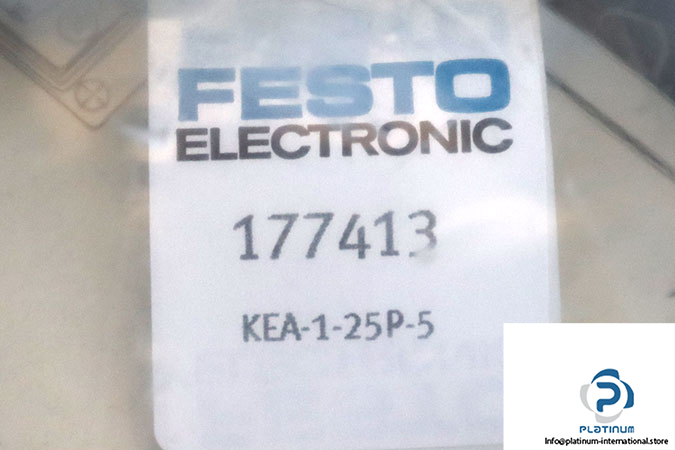 FESTO
ELECTRONIC
177413
KEA-1-25P-5
PLATINUM
Info@platinum-international.store